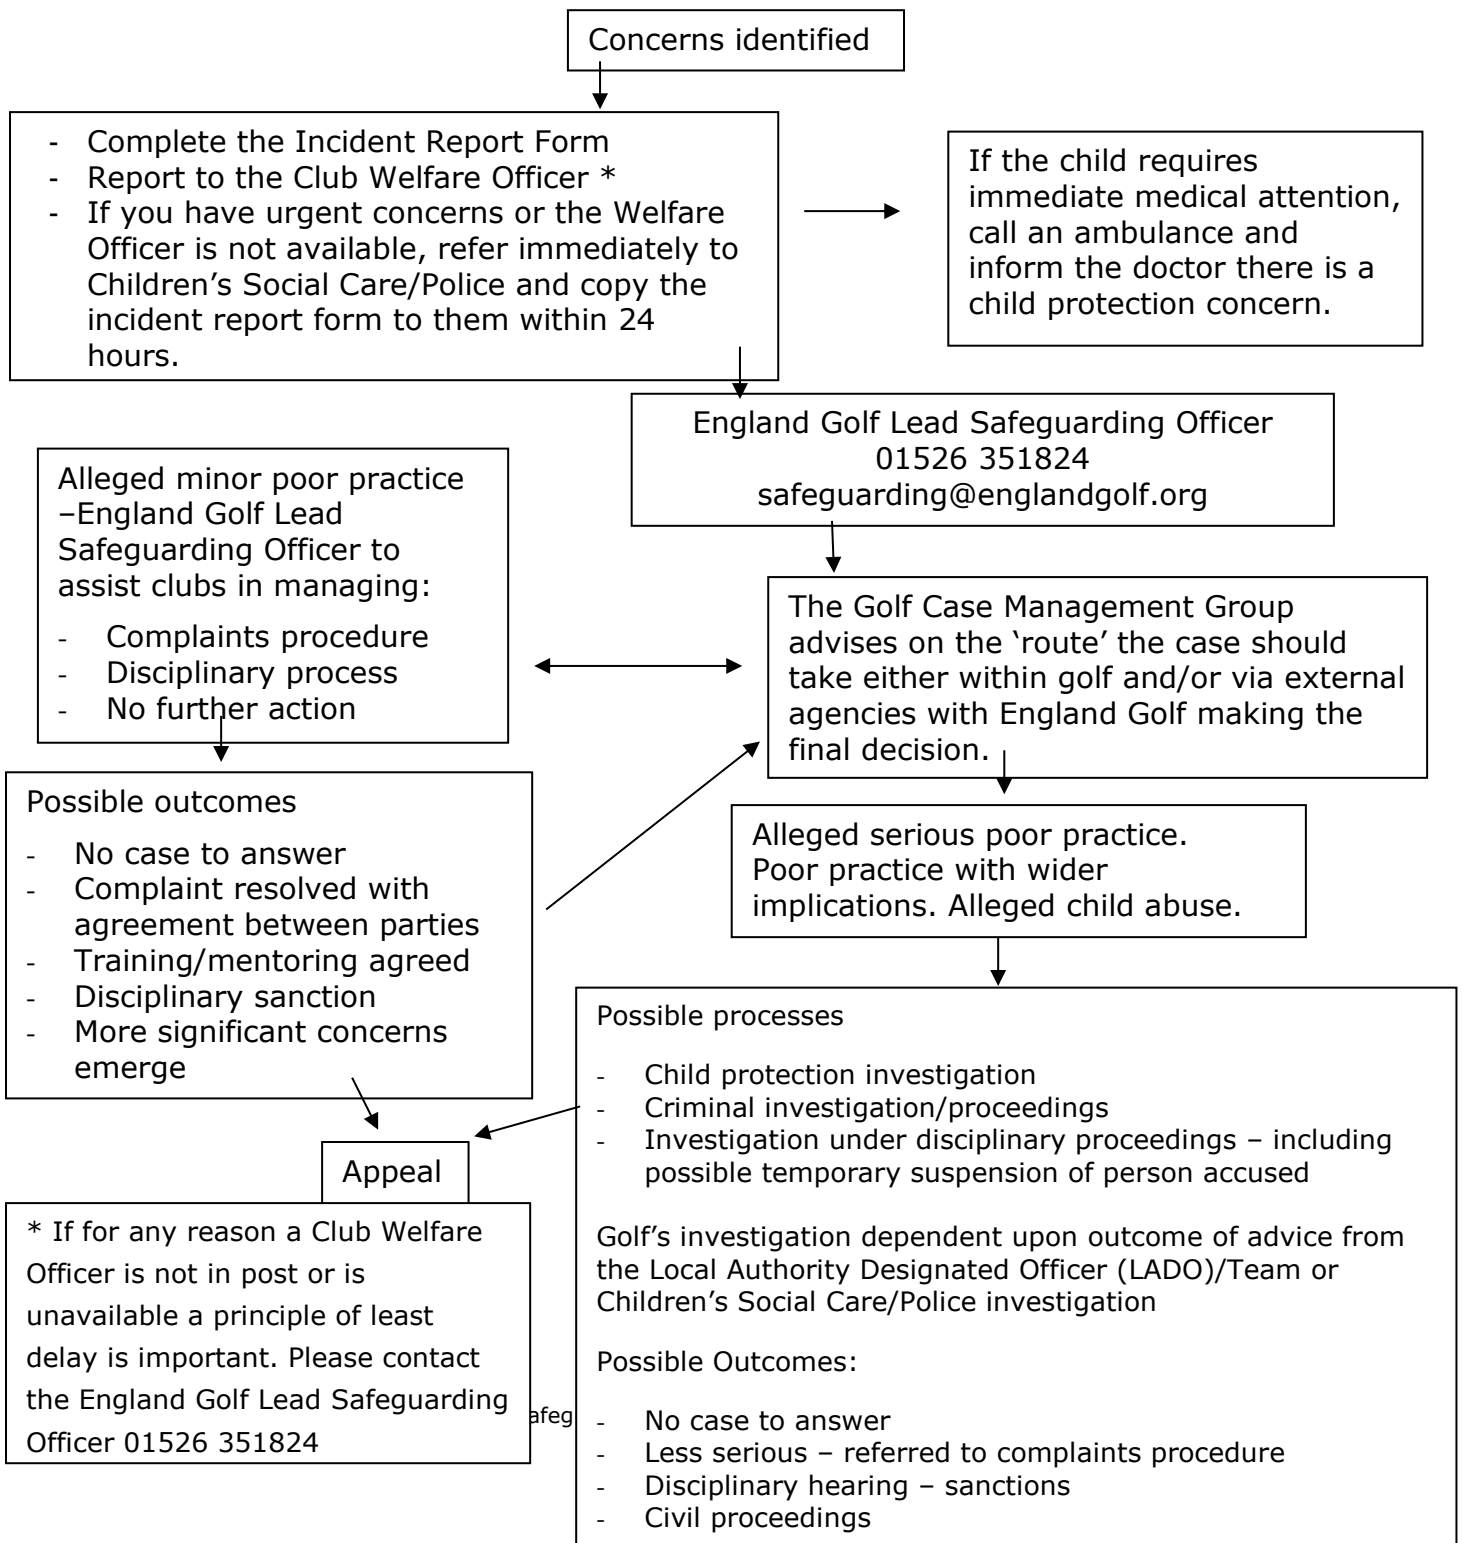 Concerns identified
- Complete the Incident Report Form
- Report to the Club Welfare Officer *
- If you have urgent concerns or the Welfare
Officer is not available, refer immediately to
Children’s Social Care/Police and copy the
incident report form to them within 24
hours.
If the child requires
immediate medical attention,
call an ambulance and
inform the doctor there is a
child protection concern.
England Golf Lead Safeguarding Officer
01526 351824
safeguarding@englandgolf.org
Alleged minor poor practice
–England Golf Lead
Safeguarding Officer to
assist clubs in managing:
- Complaints procedure
- Disciplinary process
- No further action
The Golf Case Management Group
advises on the ‘route’ the case should
take either within golf and/or via external
agencies with England Golf making the
final decision.
Possible outcomes
- No case to answer
- Complaint resolved with
agreement between parties
- Training/mentoring agreed
- Disciplinary sanction
- More significant concerns
emerge
Alleged serious poor practice.
Poor practice with wider
implications. Alleged child abuse.
Possible processes
- Child protection investigation
- Criminal investigation/proceedings
- Investigation under disciplinary proceedings – including
possible temporary suspension of person accused
Golf’s investigation dependent upon outcome of advice from
the Local Authority Designated Officer (LADO)/Team or
Children’s Social Care/Police investigation
Possible Outcomes:
- No case to answer
- Less serious – referred to complaints procedure
- Disciplinary hearing – sanctions
- Civil proceedings
Appeal
* If for any reason a Club Welfare
Officer is not in post or is
unavailable a principle of least
delay is important. Please contact
the England Golf Lead Safeguarding
Officer 01526 351824
afeg